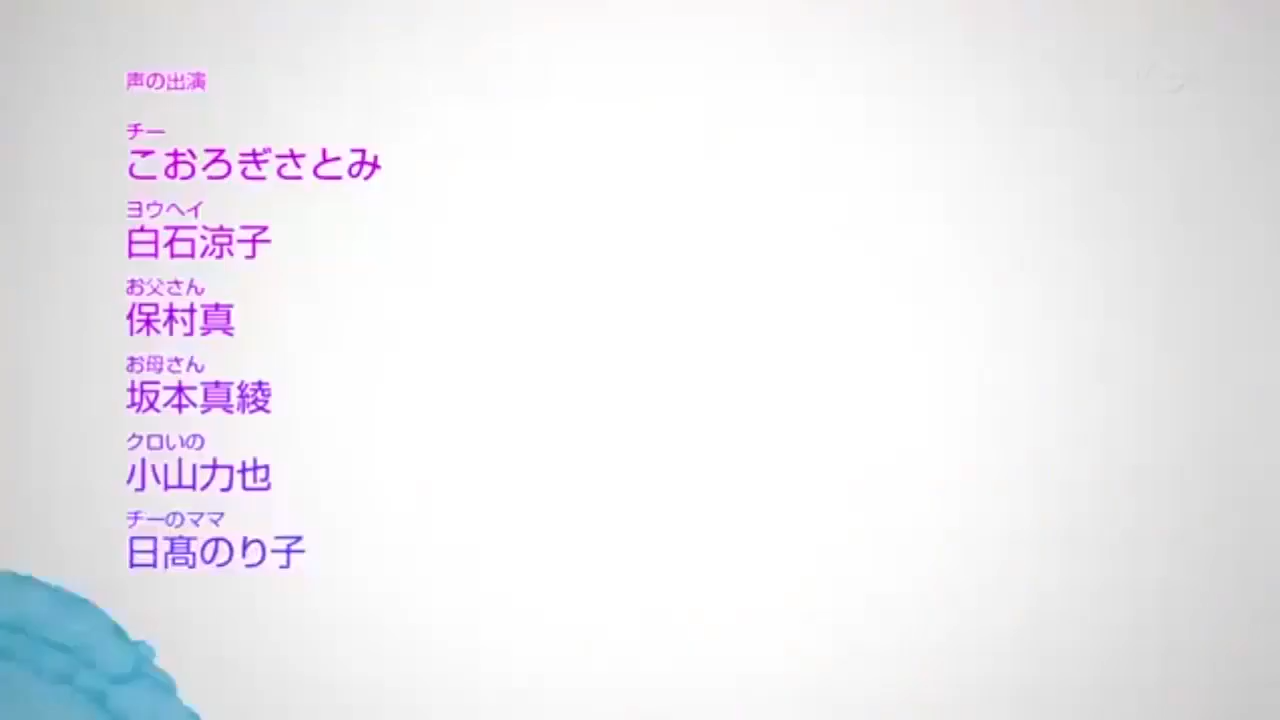 声の出演
チー
こおろぎさとみ
ヨウヘイ
白石涼子
お父さん
保村真
お母さん
坂本真綾
クロいの
小山力也
チーのママ
日髙のり子